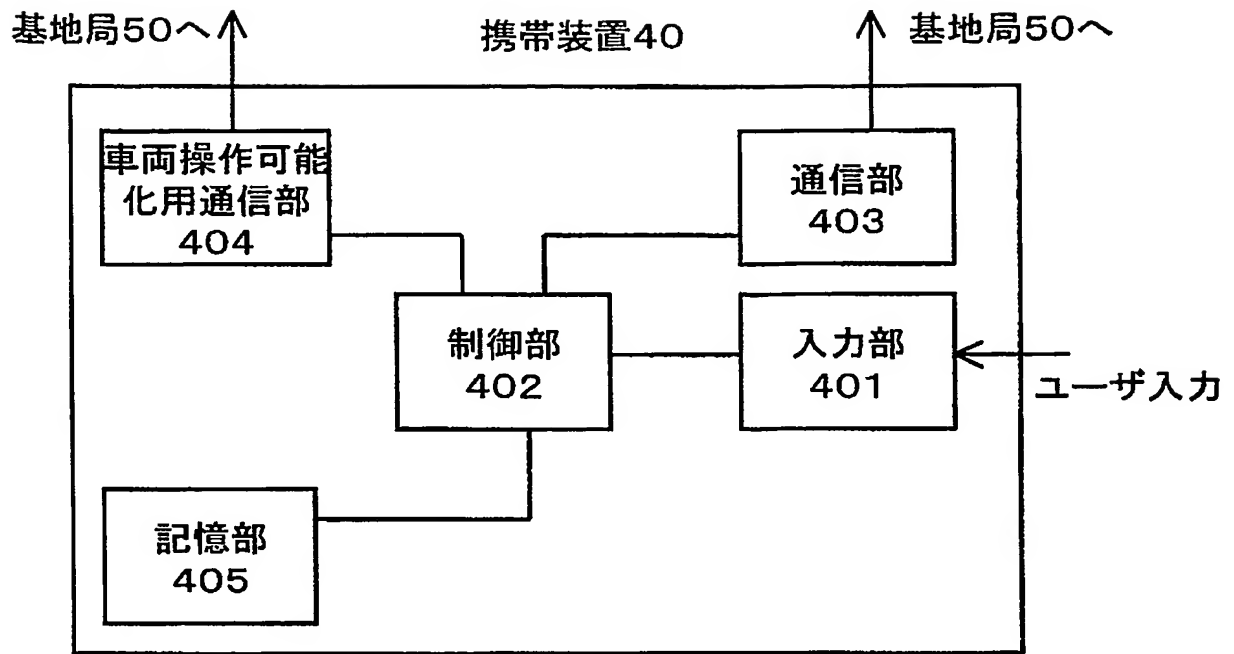 基地局50へ
携帯装置40
基地局50へ
車両操作可能
化用通信部
404
通信部
403
制御部
402
入力部
401
ユーザ入力
記憶部
405